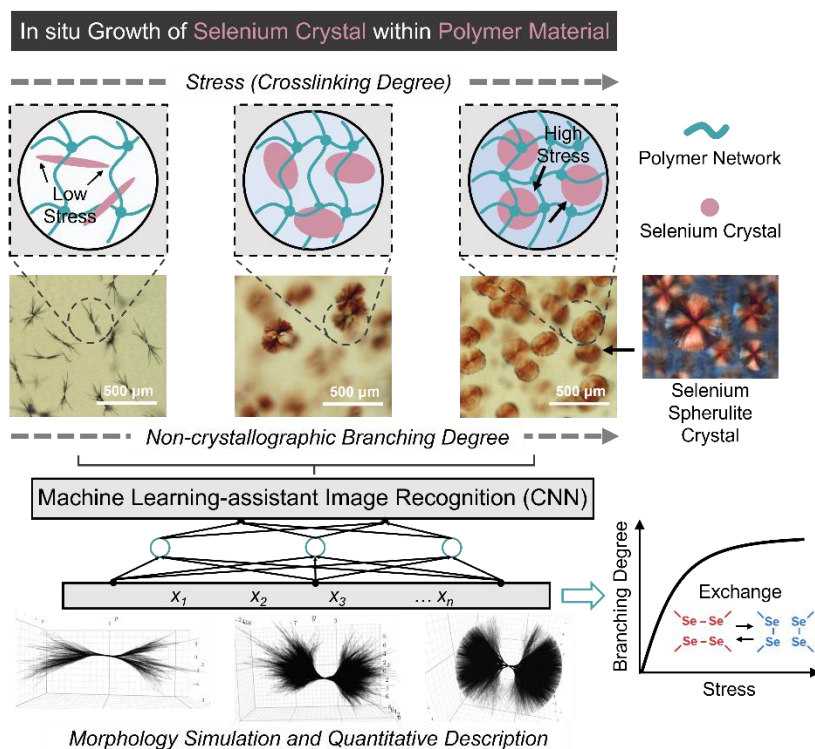 In situ Growth of Selenium Crystal within Polymer Material
Stress (Crosslinking Degree)
Low
Stress
High
Stress
Polymer Network
Selenium Crystal
500 μm
500 μm
500 μm
Selenium
Spherulite
Crystal
Non-crystallographic Branching Degree
Machine Learning-assistant Image Recognition (CNN)
x1 x2 x3 ... xn
Branching Degree
Exchange
Se Se Se Se
Se Se Se Se
Stress
Morphology Simulation and Quantitative Description